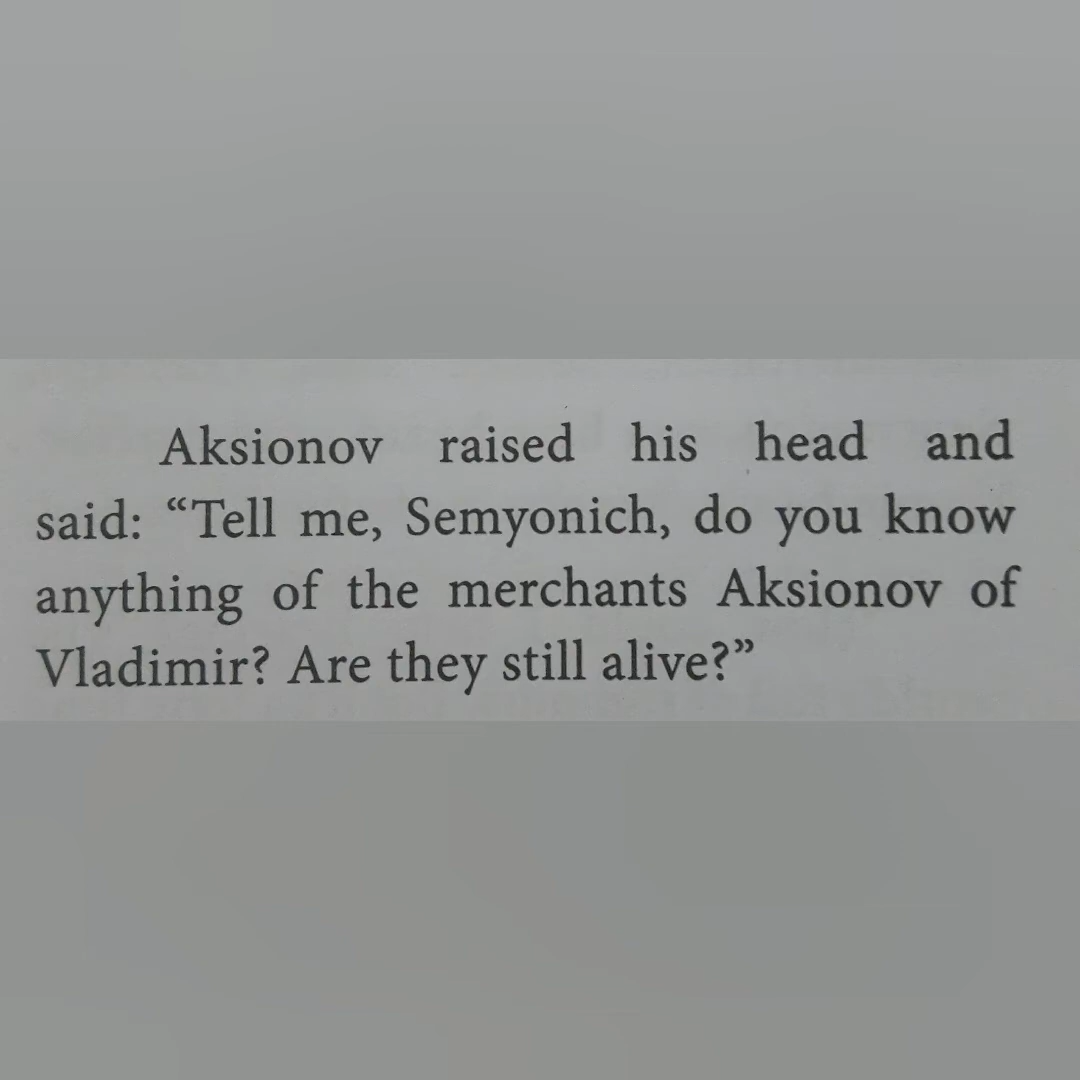 Aksionov raised his head and
said: “Tell me, Semyonich, do you know
anything of the merchants Aksionov of
Vladimir? Are they still alive?”